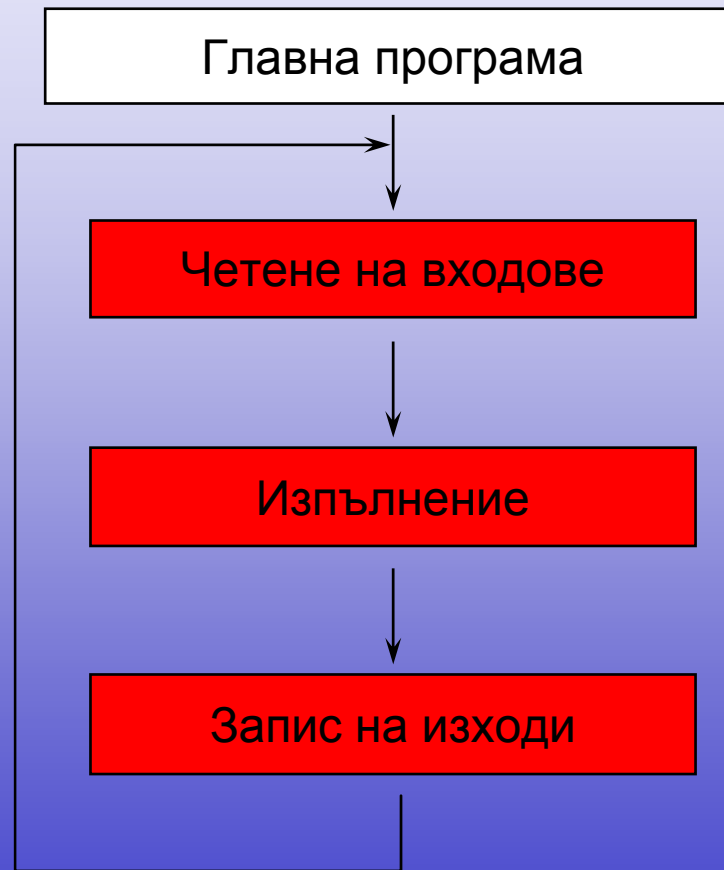 Главна програма
Четене на входове
Изпълнение
Запис на изходи